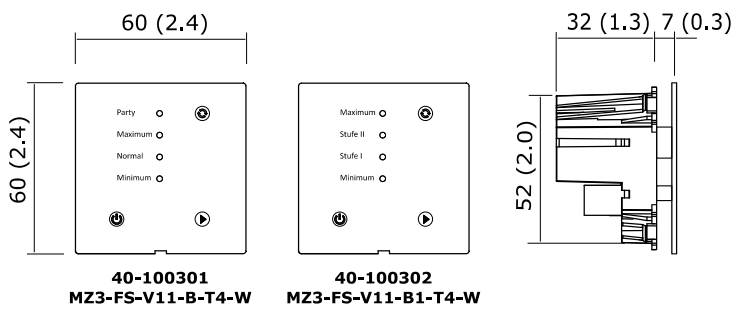 60 (2.4)
32 (1.3) 7 (0.3)
60 (2.4)
Party
Maximum
Normal
Minimum
Maximum
Stufe II
Stufe I
Minimum
52 (2.0)
40-100301
MZ3-FS-V11-B-T4-W
40-100302
MZ3-FS-V11-B1-T4-W